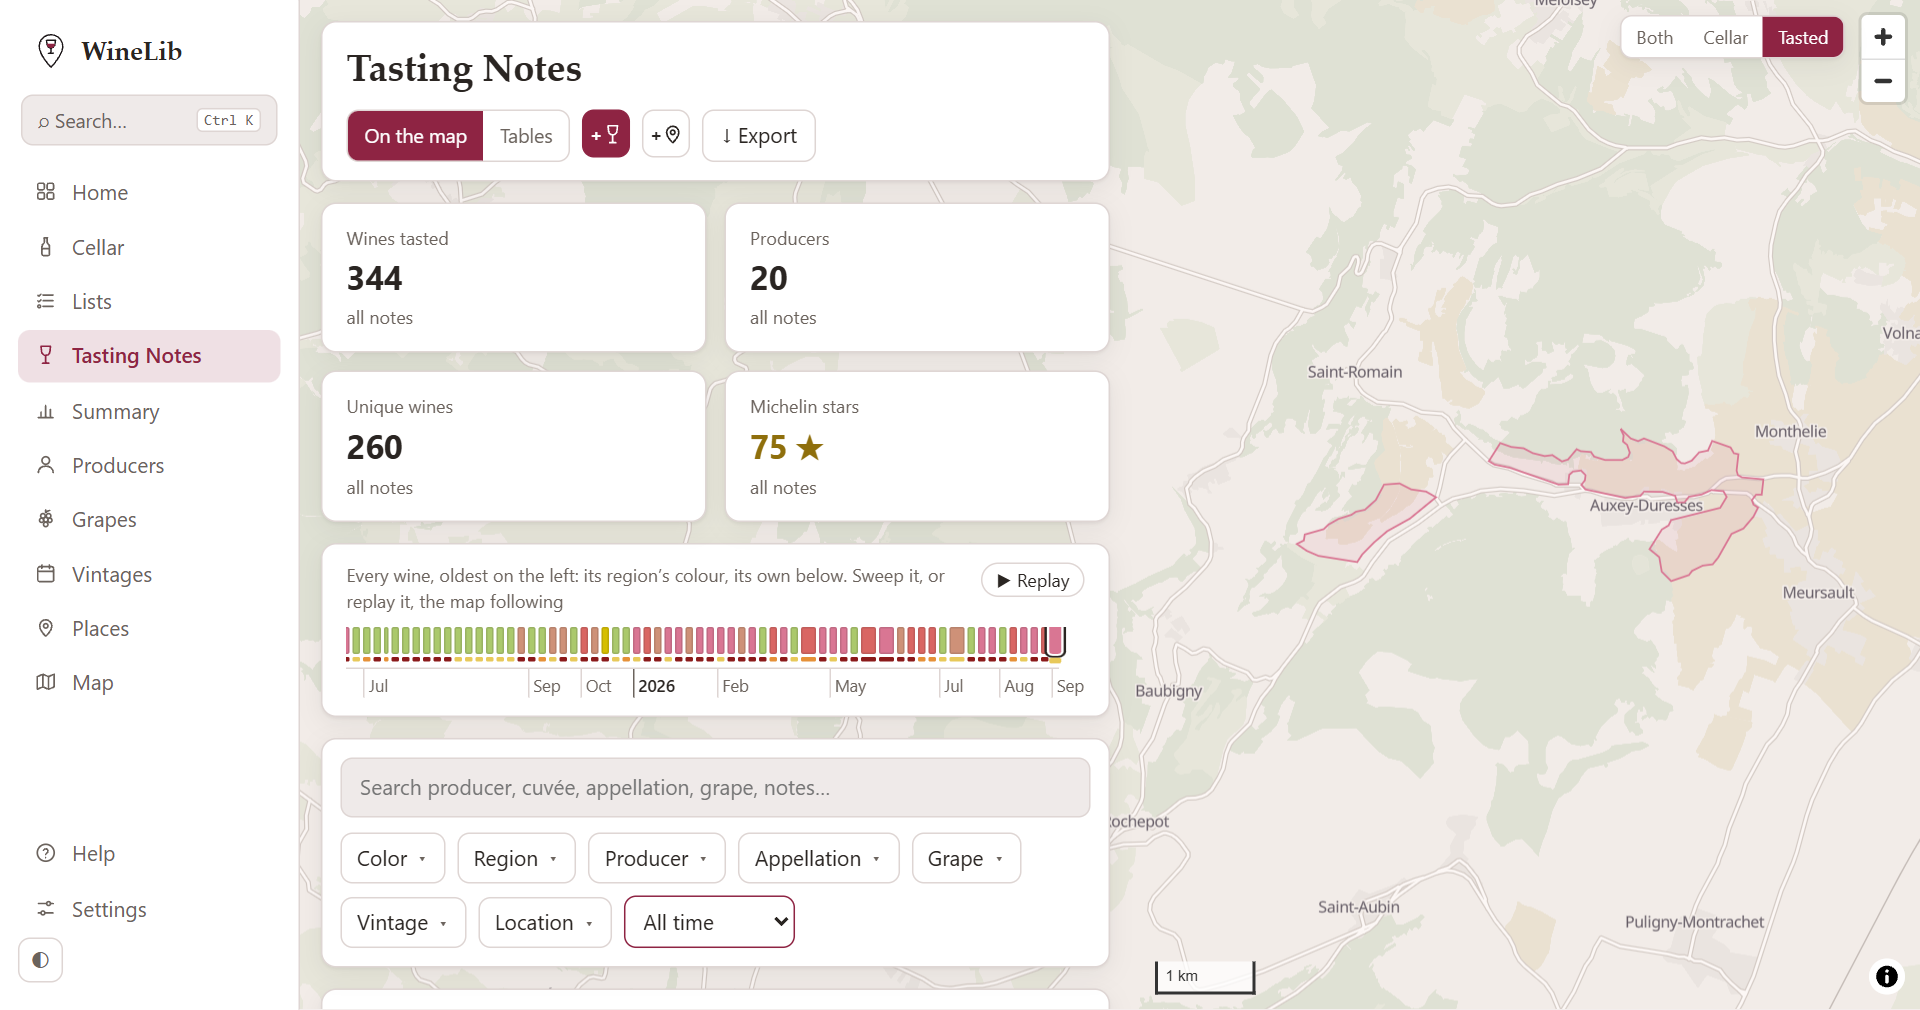 WineLib
Search...
Ctrl K
Home
Cellar
Lists
Tasting Notes
Summary
Producers
Grapes
Vintages
Places
Map
Help
Settings
Tasting Notes
On the map
Tables
+
+
↓ Export
Wines tasted
344
all notes
Producers
20
all notes
Unique wines
260
all notes
Michelin stars
75 ★
all notes
Every wine, oldest on the left: its region’s colour, its own below. Sweep it, or
replay it, the map following
▶ Replay
Jul
Sep
Oct
2026
Feb
May
Jul
Aug
Sep
Search producer, cuvée, appellation, grape, notes...
Color
Region
Producer
Appellation
Grape
Vintage
Location
All time
Both
Cellar
Tasted
+
−
Meloisey
Volna
Saint-Romain
Monthelie
Auxey-Duresses
Meursault
Baubigny
ochepot
Saint-Aubin
Puligny-Montrachet
1 km